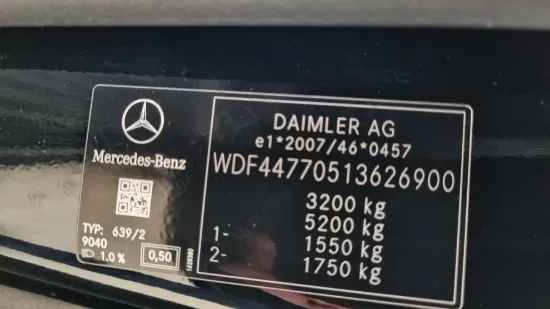 Mercedes-Benz
TYP: 639/2
9040
1.0 % 0,50
DAIMLER AG
e1*2007/46*0457
WDF44770513626900
3200 kg
5200 kg
1- 1550 kg
2- 1750 kg